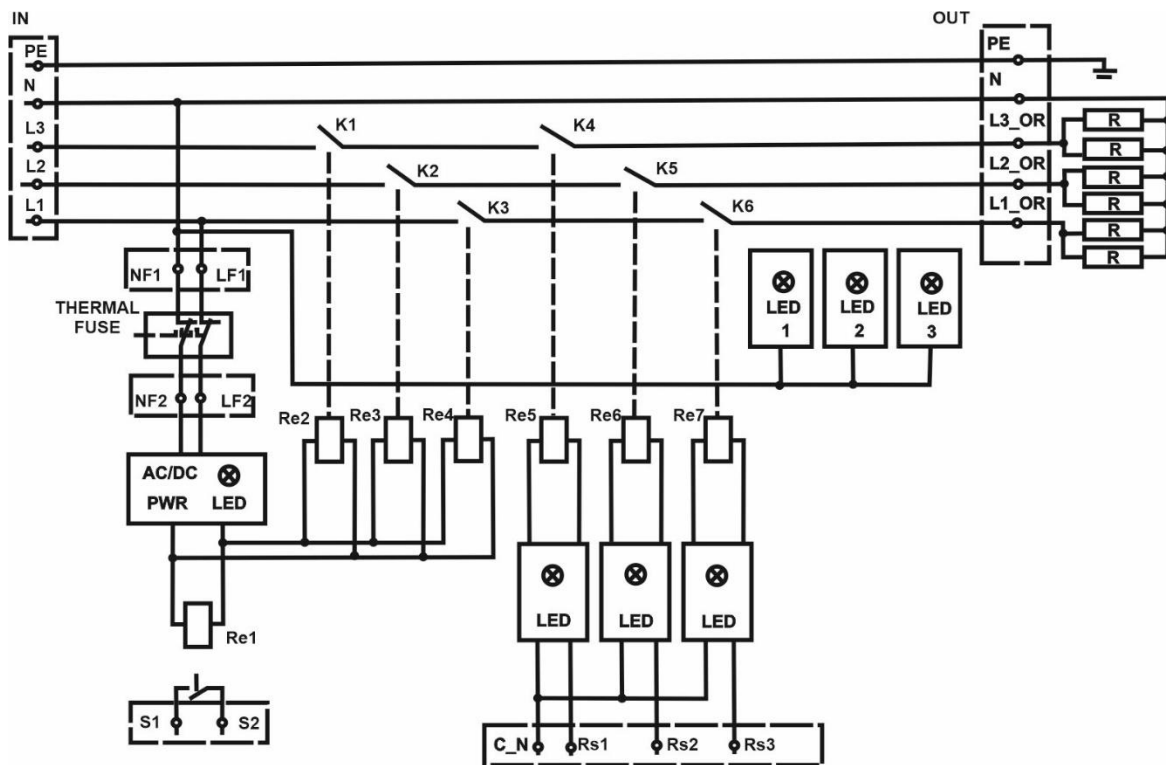 IN
OUT
PE
PE
N
N
L3
K1
K4
L3_OR
R
R
L2
K2
K5
L2_OR
R
R
L1
K3
K6
L1_OR
R
R
NF1
LF1
THERMAL
FUSE
LED
1
LED
2
LED
3
NF2
LF2
Re2
Re3
Re4
Re5
Re6
Re7
AC/DC
PWR
LED
LED
LED
LED
Re1
S1
S2
C_N
Rs1
Rs2
Rs3